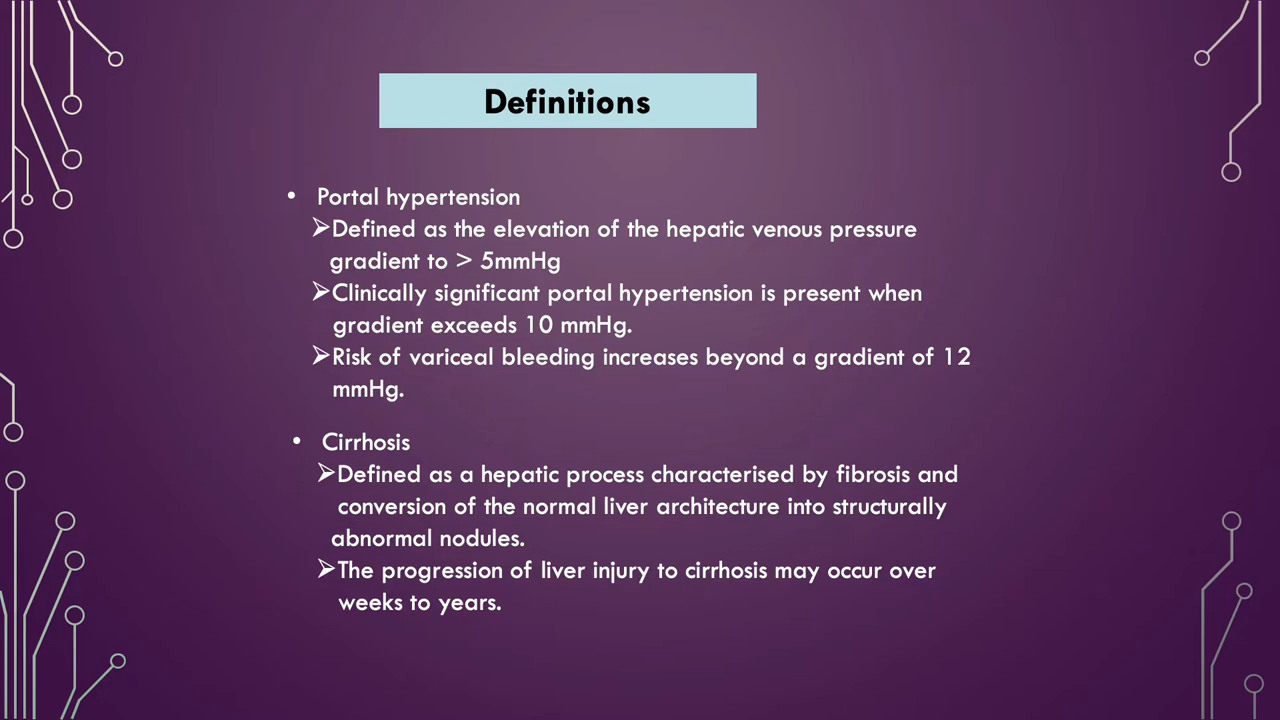 Definitions
• Portal hypertension
➢Defined as the elevation of the hepatic venous pressure
gradient to > 5mmHg
➢Clinically significant portal hypertension is present when
gradient exceeds 10 mmHg.
➢Risk of variceal bleeding increases beyond a gradient of 12
mmHg.
• Cirrhosis
➢Defined as a hepatic process characterised by fibrosis and
conversion of the normal liver architecture into structurally
abnormal nodules.
➢The progression of liver injury to cirrhosis may occur over
weeks to years.